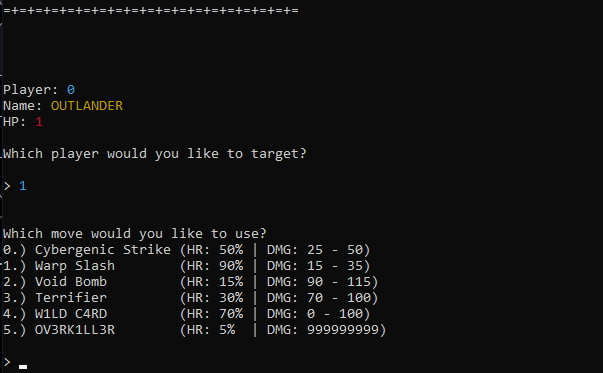 =+=+=+=+=+=+=+=+=+=+=+=+=+=+=+=+=+=+=
Player: 0
Name: OUTLANDER
HP: 1
Which player would you like to target?
> 1
Which move would you like to use?
0.) Cybergenic Strike (HR: 50% | DMG: 25 - 50)
1.) Warp Slash (HR: 90% | DMG: 15 - 35)
2.) Void Bomb (HR: 15% | DMG: 90 - 115)
3.) Terrifier (HR: 30% | DMG: 70 - 100)
4.) W1LD C4RD (HR: 70% | DMG: 0 - 100)
5.) OV3RK1LL3R (HR: 5% | DMG: 999999999)
>